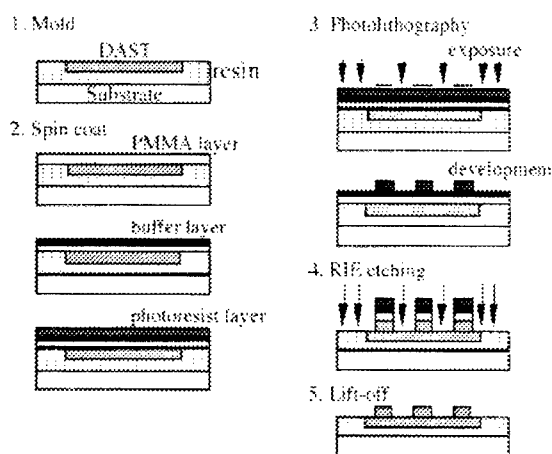 1. Mold
DAST
resin
Substrate
2. Spin coat
PMMA layer
buffer layer
photoresist layer
3. Photolithography
exposure
development
4. RIE etching
5. Lift-off